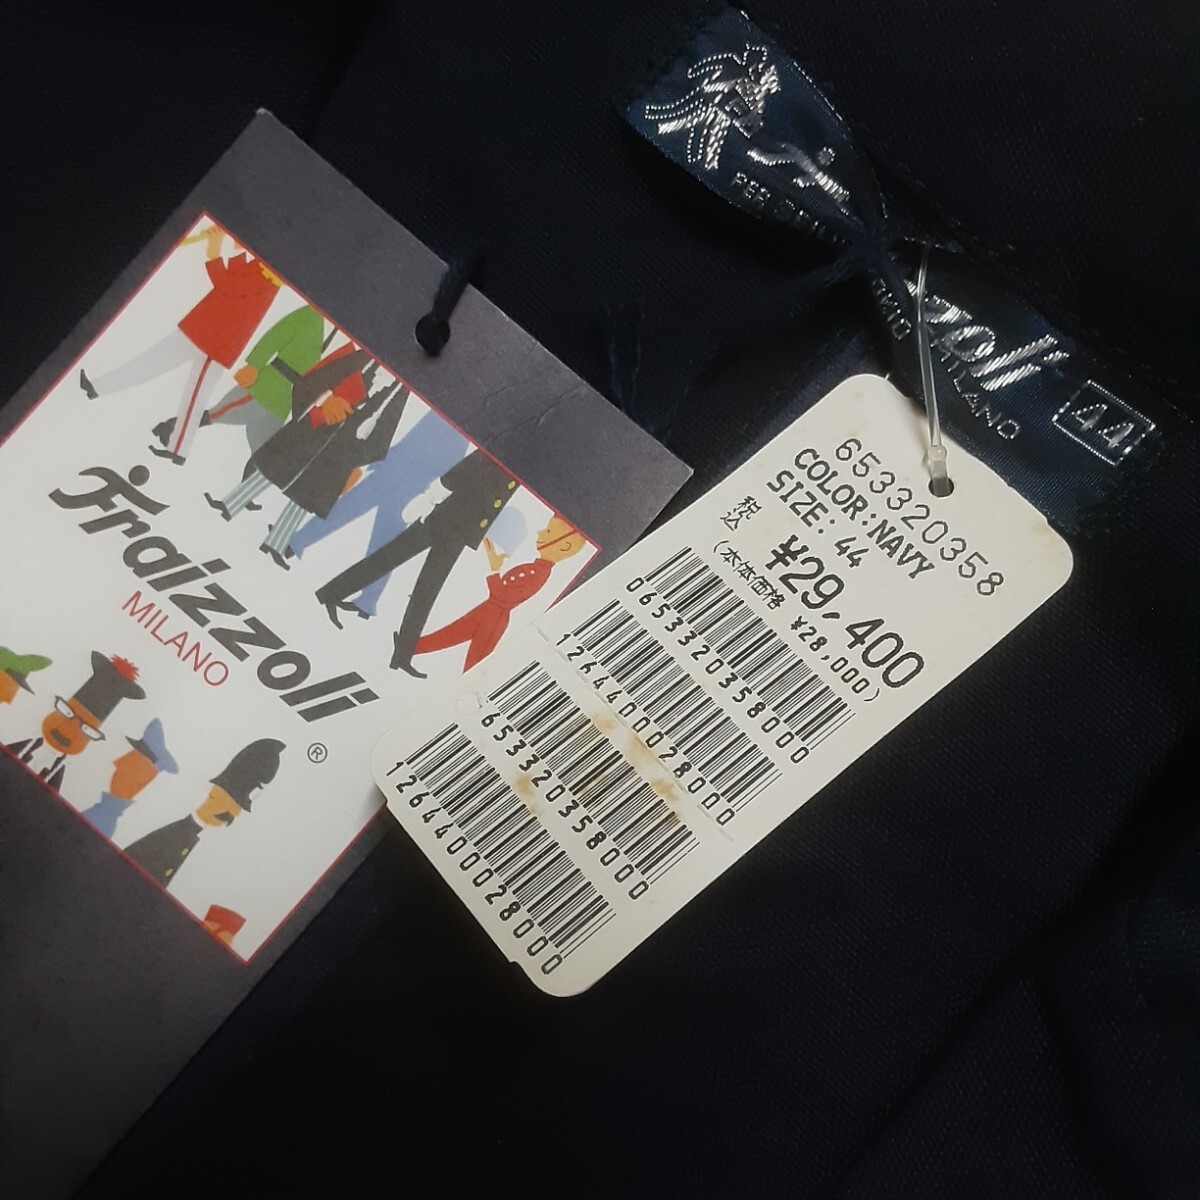 Fraizzoli
MILANO
®
zoli
MILANO
44
653320358
COLOR:NAVY
SIZE: 44
税込 ¥29,400
(本体価格 ¥28,000)
0653320358000
1264400028000
0653320358000
1264400028000